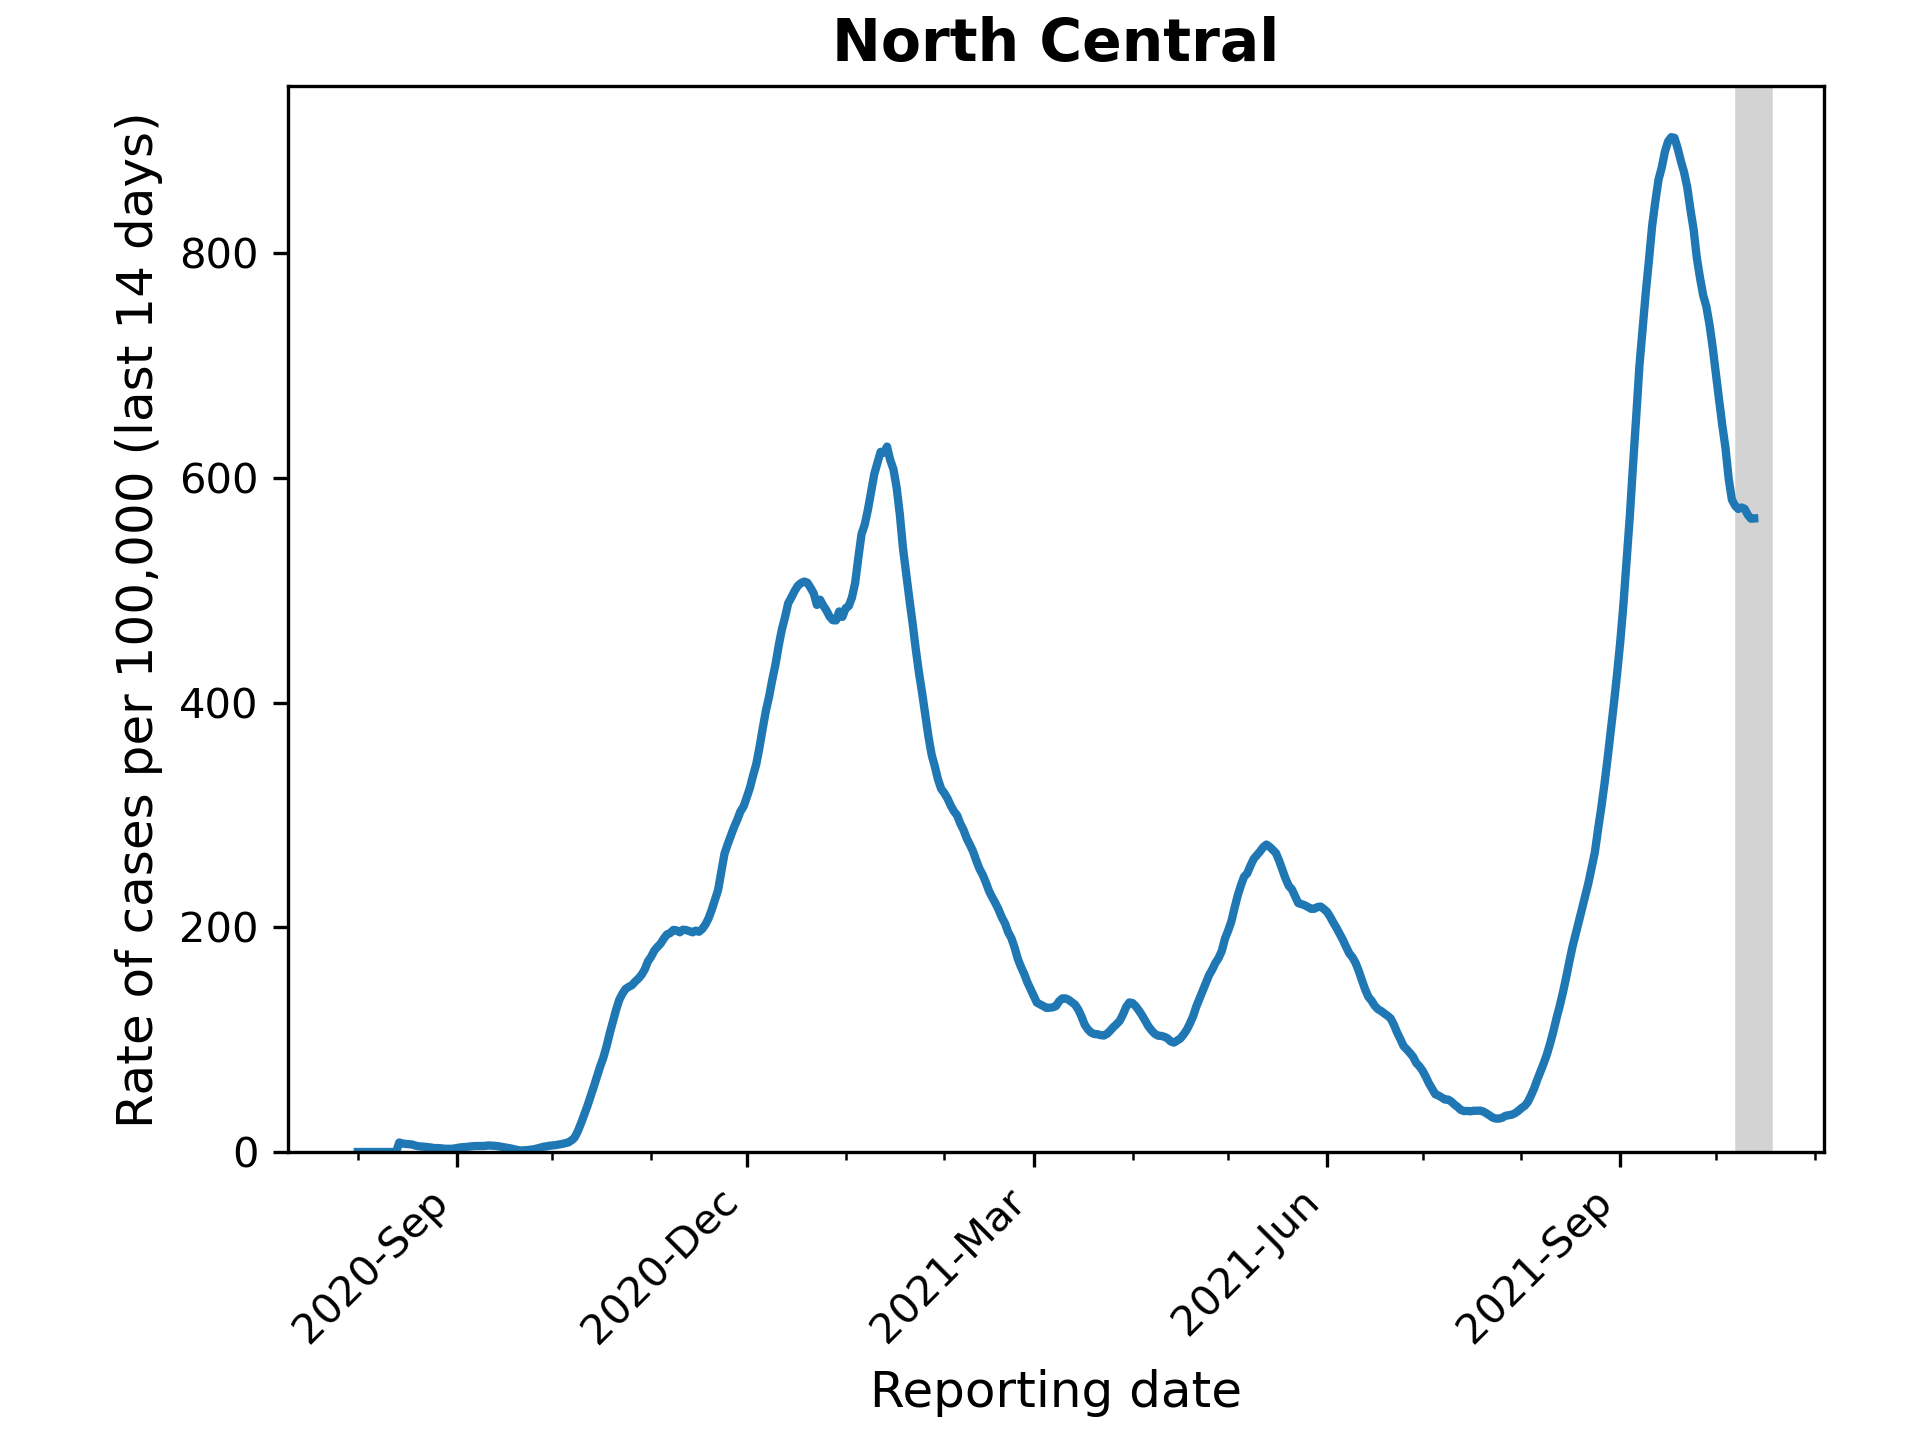 North Central
Rate of cases per 100,000 (last 14 days)
800
600
400
200
0
2020-Sep
2020-Dec
2021-Mar
2021-Jun
2021-Sep
Reporting date